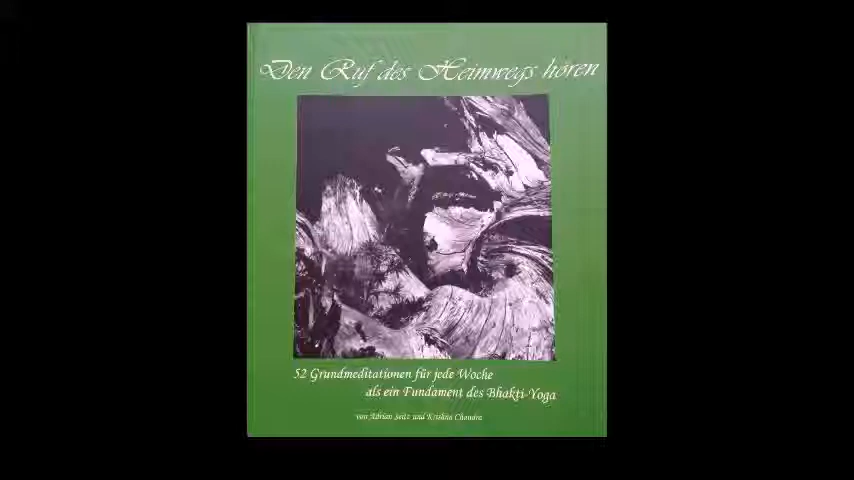 Den Ruf des Heimwegs hören
52 Grundmeditationen für jede Woche
als ein Fundament des Bhakti-Yoga
von Adrian Seitz und Krishna Chandra